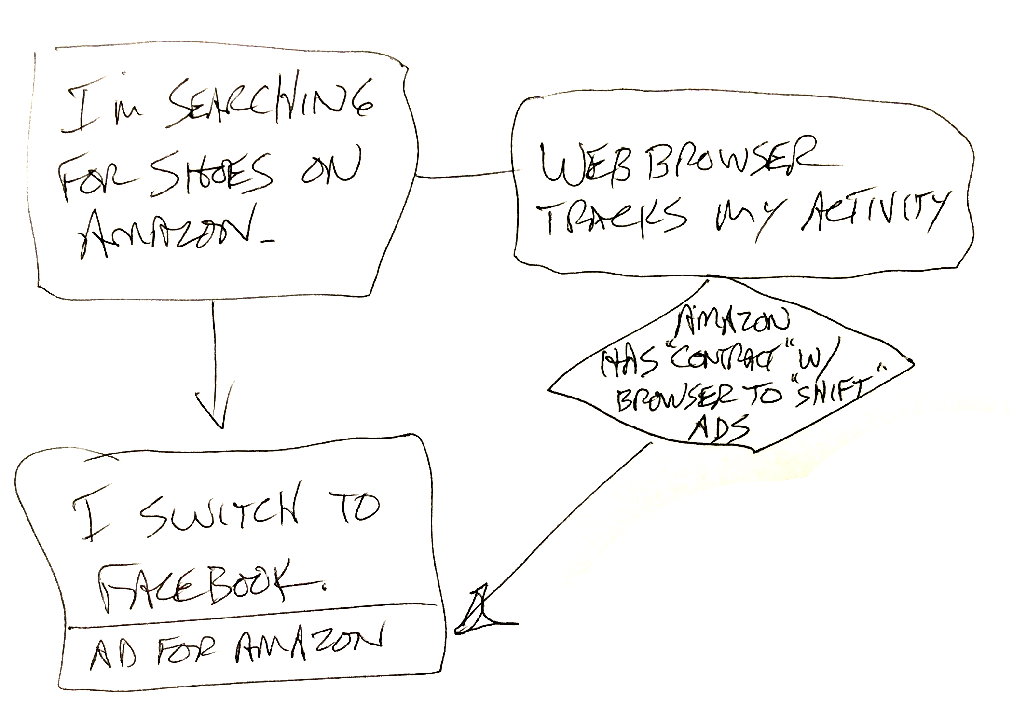 I'm SEARCHING
FOR SHOES ON
AMAZON.
WEB BROWSER
TRACKS MY ACTIVITY
AMAZON
HAS "CONTRACT" W/
BROWSER TO "SHIFT"
ADS
I SWITCH TO
FACEBOOK.
AD FOR AMAZON